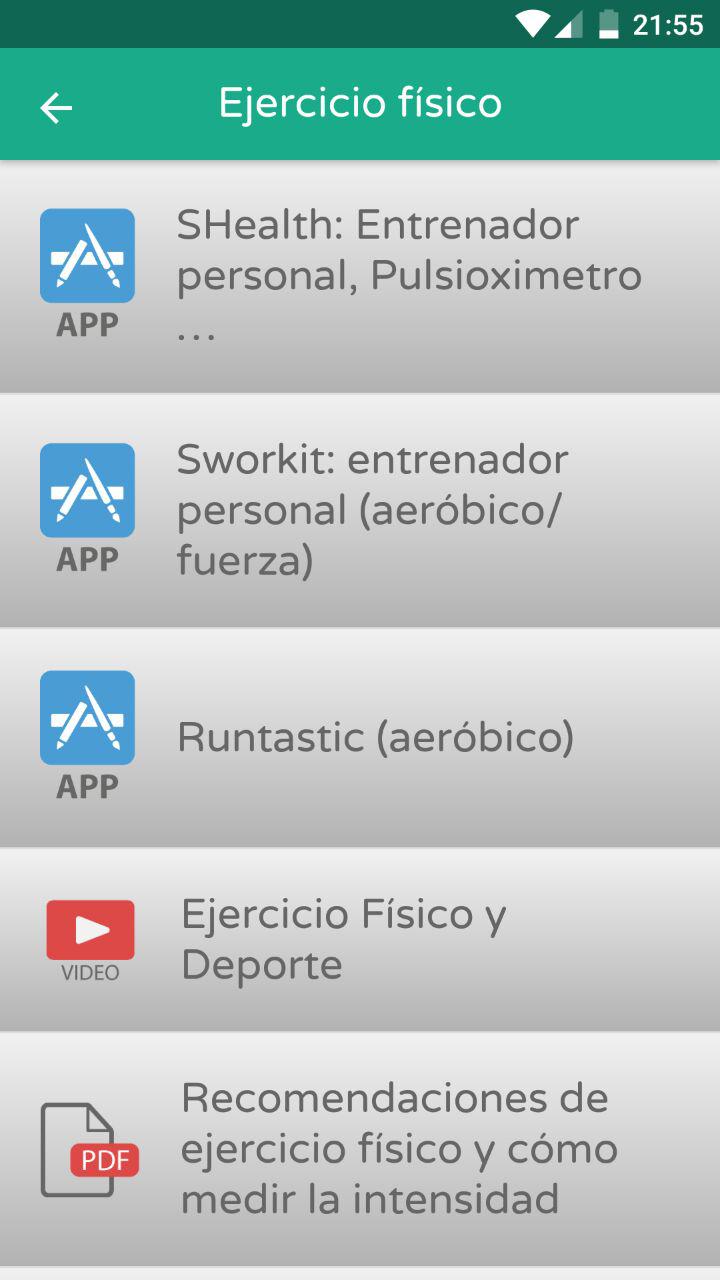 21:55
Ejercicio físico
SHealth: Entrenador
personal, Pulsioximetro
...
APP
Sworkit: entrenador
personal (aeróbico/
fuerza)
APP
Runtastic (aeróbico)
APP
Ejercicio Físico y
Deporte
VIDEO
Recomendaciones de
ejercicio físico y cómo
medir la intensidad
PDF